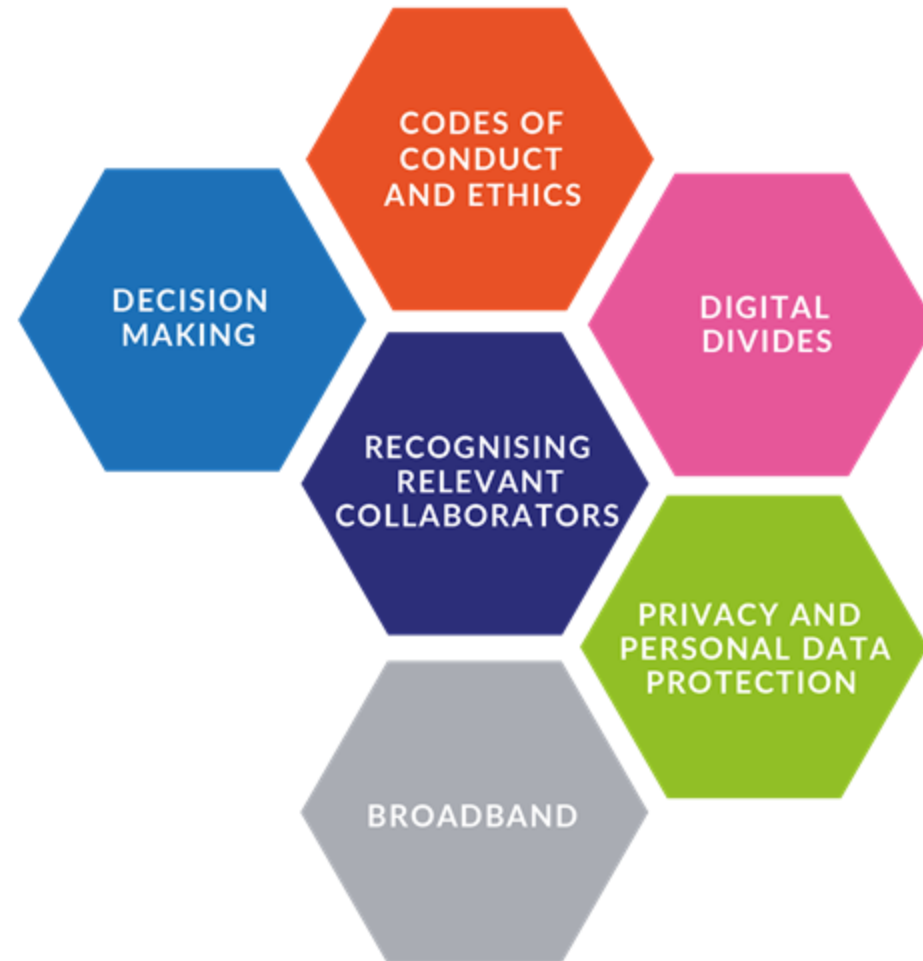 CODES OF
CONDUCT
AND ETHICS
DECISION
MAKING
DIGITAL
DIVIDES
RECOGNISING
RELEVANT
COLLABORATORS
PRIVACY AND
PERSONAL DATA
PROTECTION
BROADBAND